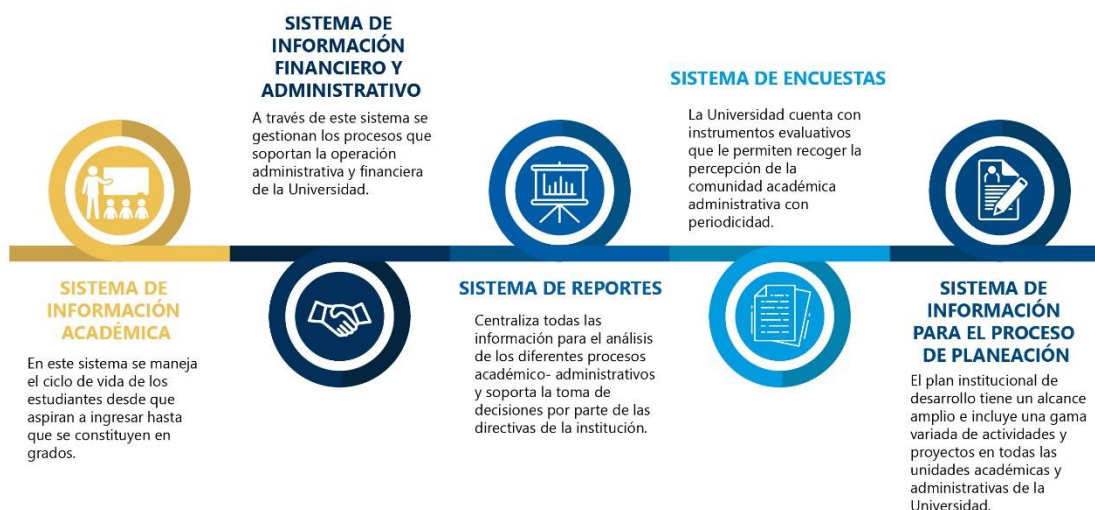 SISTEMA DE
INFORMACIÓN
ACADÉMICA
En este sistema se maneja
el ciclo de vida de los
estudiantes desde que
aspiran a ingresar hasta
que se constituyen en
grados.
SISTEMA DE
INFORMACIÓN
FINANCIERO Y
ADMINISTRATIVO
A través de este sistema se
gestionan los procesos que
soportan la operación
administrativa y financiera
de la Universidad.
SISTEMA DE REPORTES
Centraliza todas las
información para el análisis
de los diferentes procesos
académico- administrativos
y soporta la toma de
decisiones por parte de las
directivas de la institución.
SISTEMA DE ENCUESTAS
La Universidad cuenta con
instrumentos evaluativos
que le permiten recoger la
percepción de la
comunidad académica
administrativa con
periodicidad.
SISTEMA DE
INFORMACIÓN
PARA EL PROCESO
DE PLANEACIÓN
El plan institucional de
desarrollo tiene un alcance
amplio e incluye una gama
variada de actividades y
proyectos en todas las
unidades académicas y
administrativas de la
Universidad.